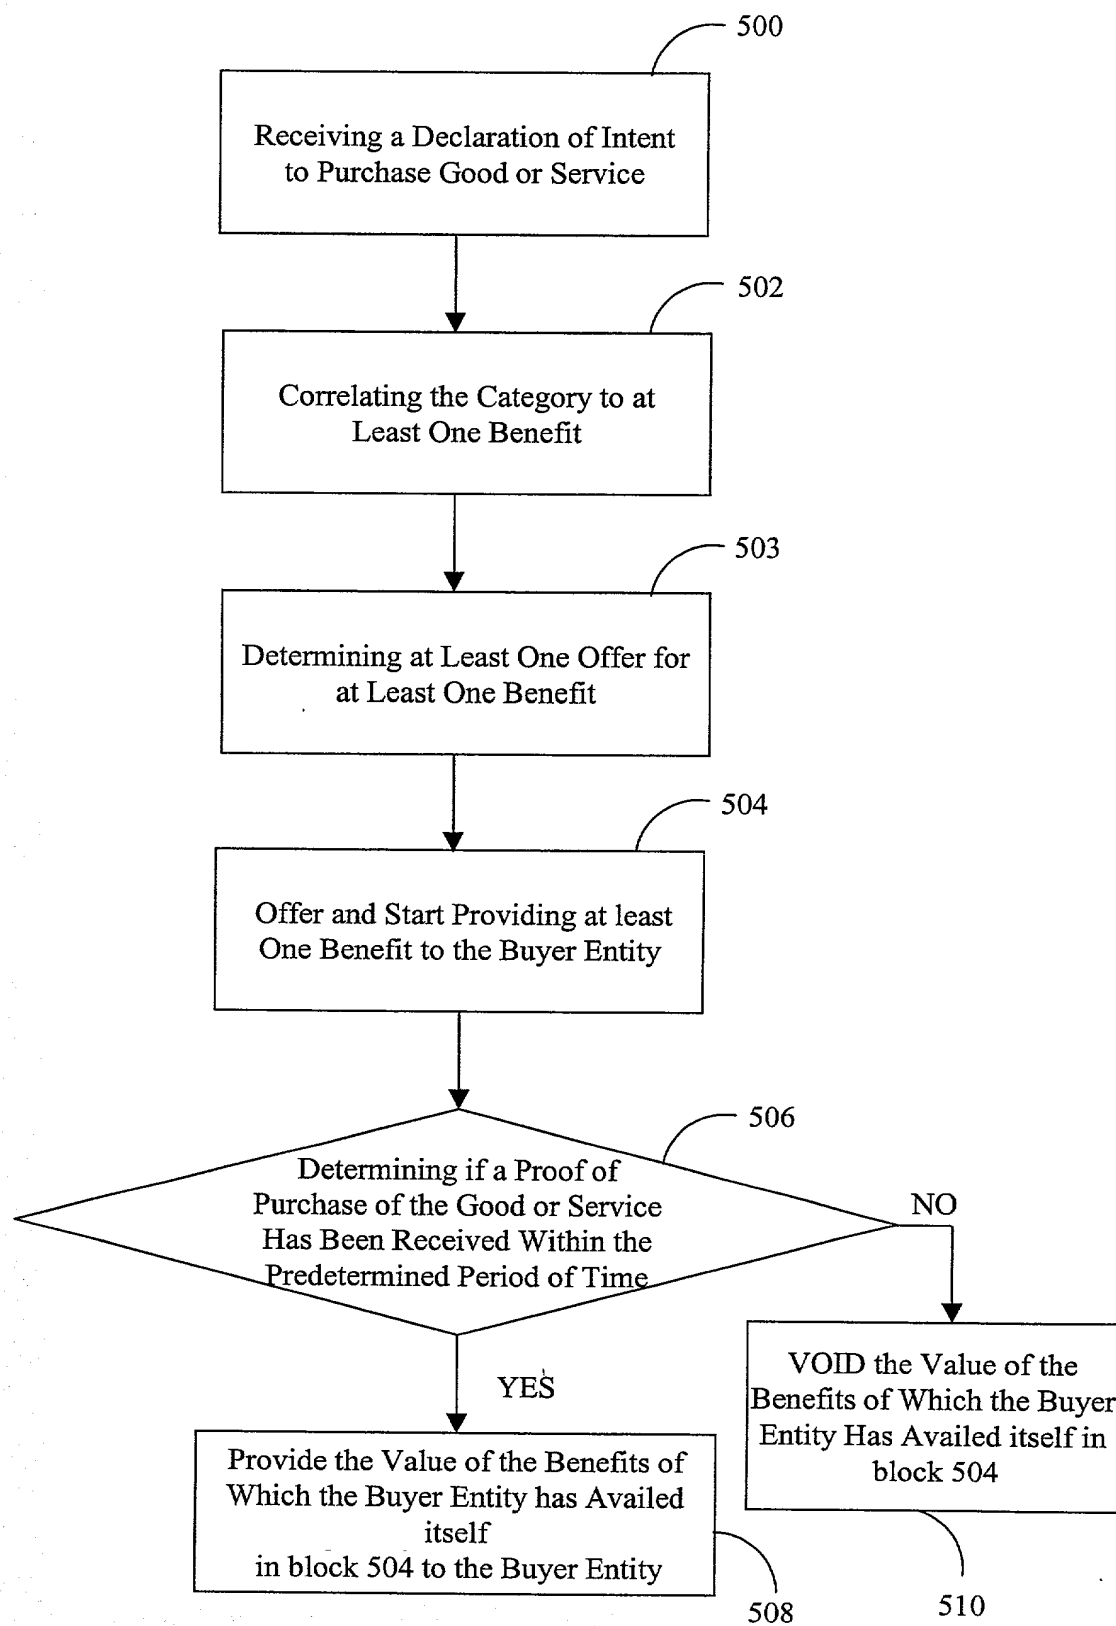 500
Receiving a Declaration of Intent
to Purchase Good or Service
502
Correlating the Category to at
Least One Benefit
503
Determining at Least One Offer for
at Least One Benefit
504
Offer and Start Providing at least
One Benefit to the Buyer Entity
506
Determining if a Proof of
Purchase of the Good or Service
Has Been Received Within the
Predetermined Period of Time
NO
YES
VOID the Value of the
Benefits of Which the Buyer
Entity Has Availed itself in
block 504
510
Provide the Value of the Benefits of
Which the Buyer Entity has Availed
itself
in block 504 to the Buyer Entity
508